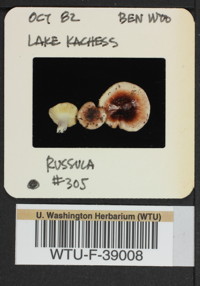 OCT 82 BEN WOO
LAKE KACHESS
RUSSULA
#305
U. Washington Herbarium (WTU)
WTU-F-39008